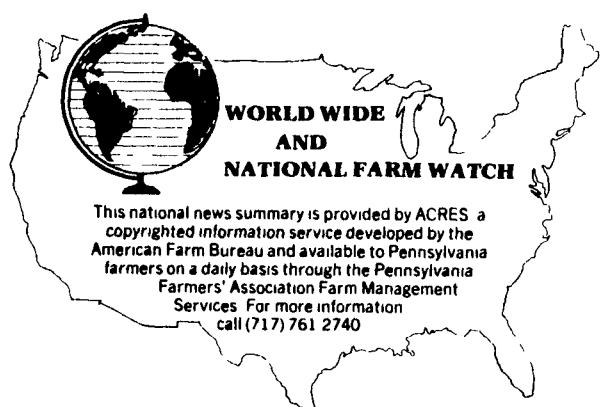 WORLD WIDE
AND
NATIONAL FARM WATCH
This national news summary is provided by ACRES a
copyrighted information service developed by the
American Farm Bureau and available to Pennsylvania
farmers on a daily basis through the Pennsylvania
Farmers' Association Farm Management
Services For more information
call (717) 761 2740